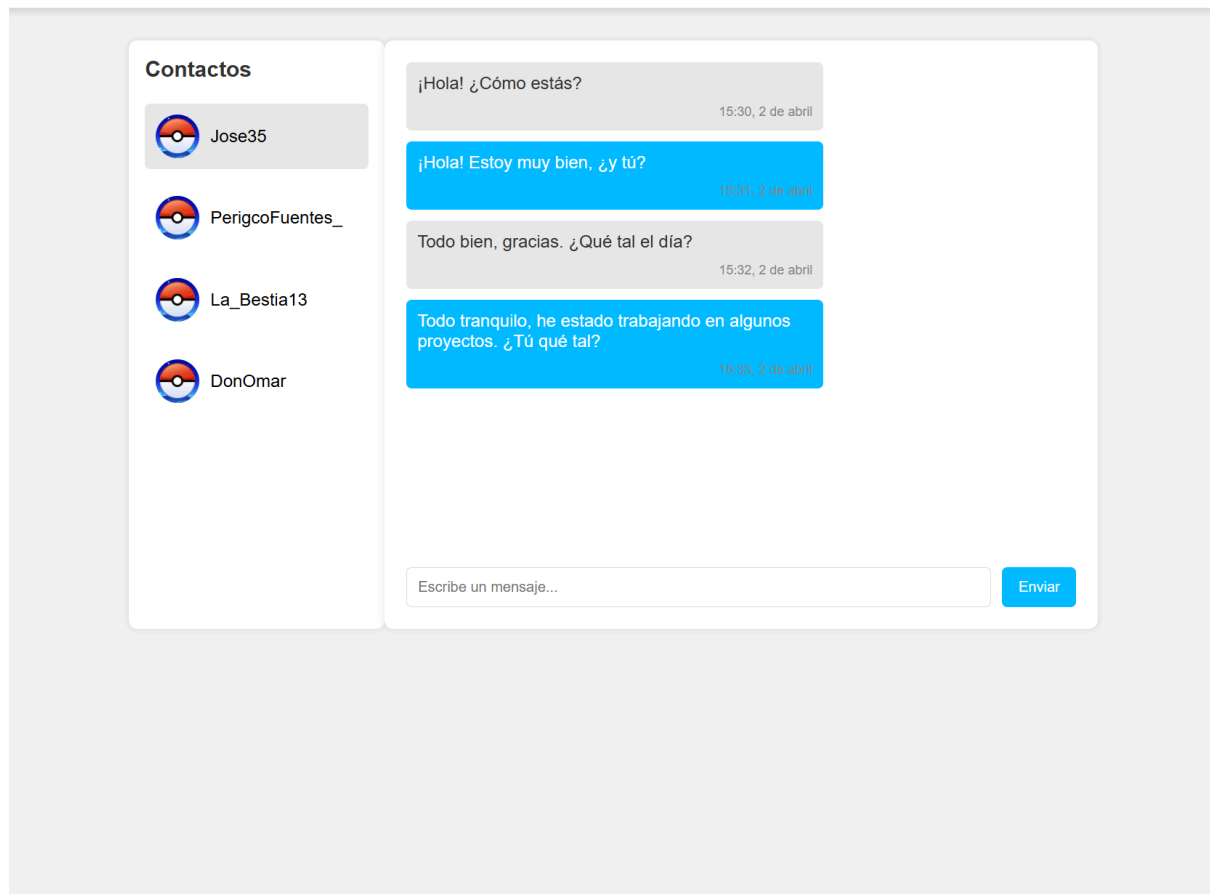 Contactos
Jose35
PerigcoFuentes_
La_Bestia13
DonOmar
¡Hola! ¿Cómo estás?
15:30, 2 de abril
¡Hola! Estoy muy bien, ¿y tú?
15:31, 2 de abril
Todo bien, gracias. ¿Qué tal el día?
15:32, 2 de abril
Todo tranquilo, he estado trabajando en algunos
proyectos. ¿Tú qué tal?
15:33, 2 de abril
Escribe un mensaje...
Enviar